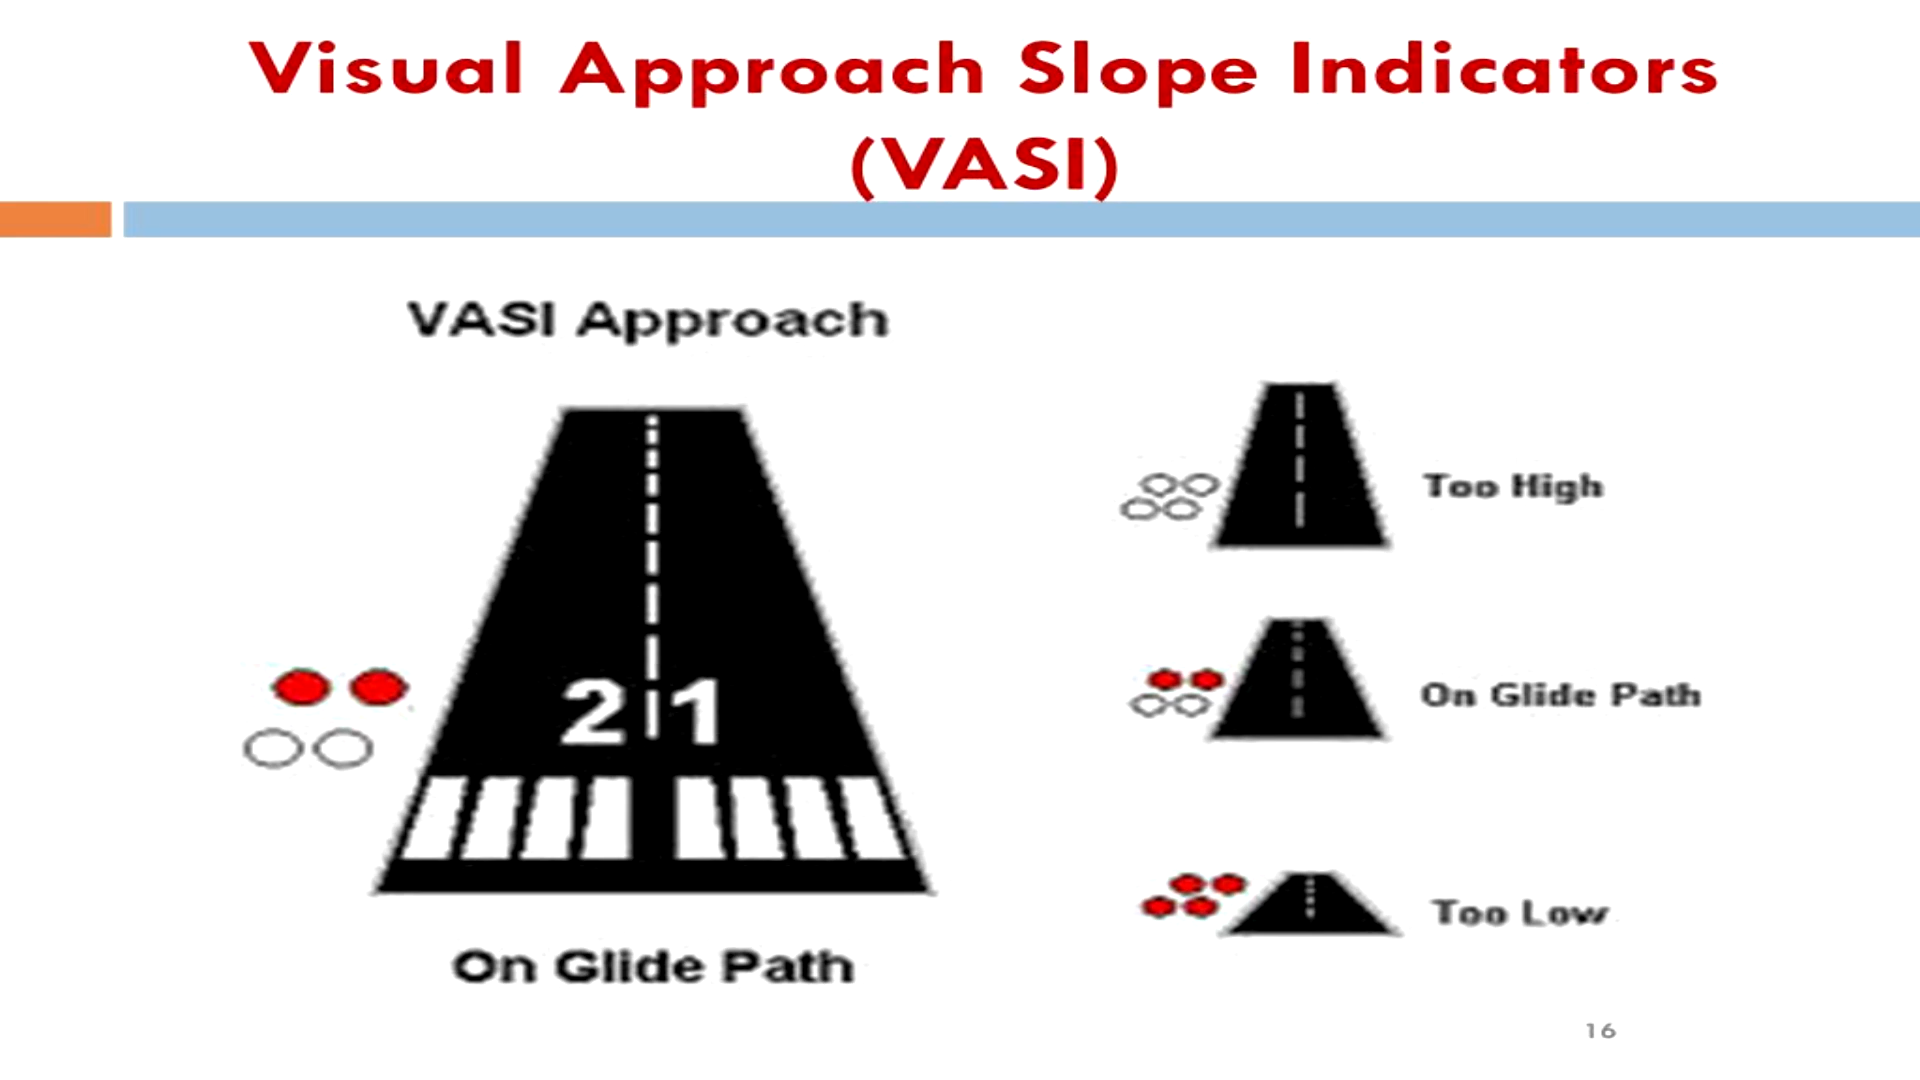 Visual Approach Slope Indicators
(VASI)
VASI Approach
21
On Glide Path
Too High
On Glide Path
Too Low
16